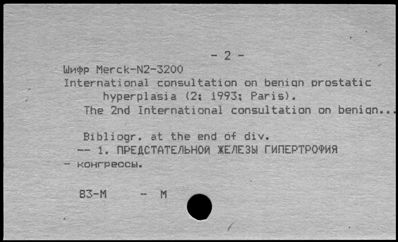 - 2 -
Шифр Merck-N2-3200
International consultation on benign prostatic
hyperplasia (2; 1993; Paris).
The 2nd International consultation on benign...
Bibliogr. at the end of div.
-- 1. ПРЕДСТАТЕЛЬНОЙ ЖЕЛЕЗЫ ГИПЕРТРОФИЯ
- конгрессы.
83-М - М